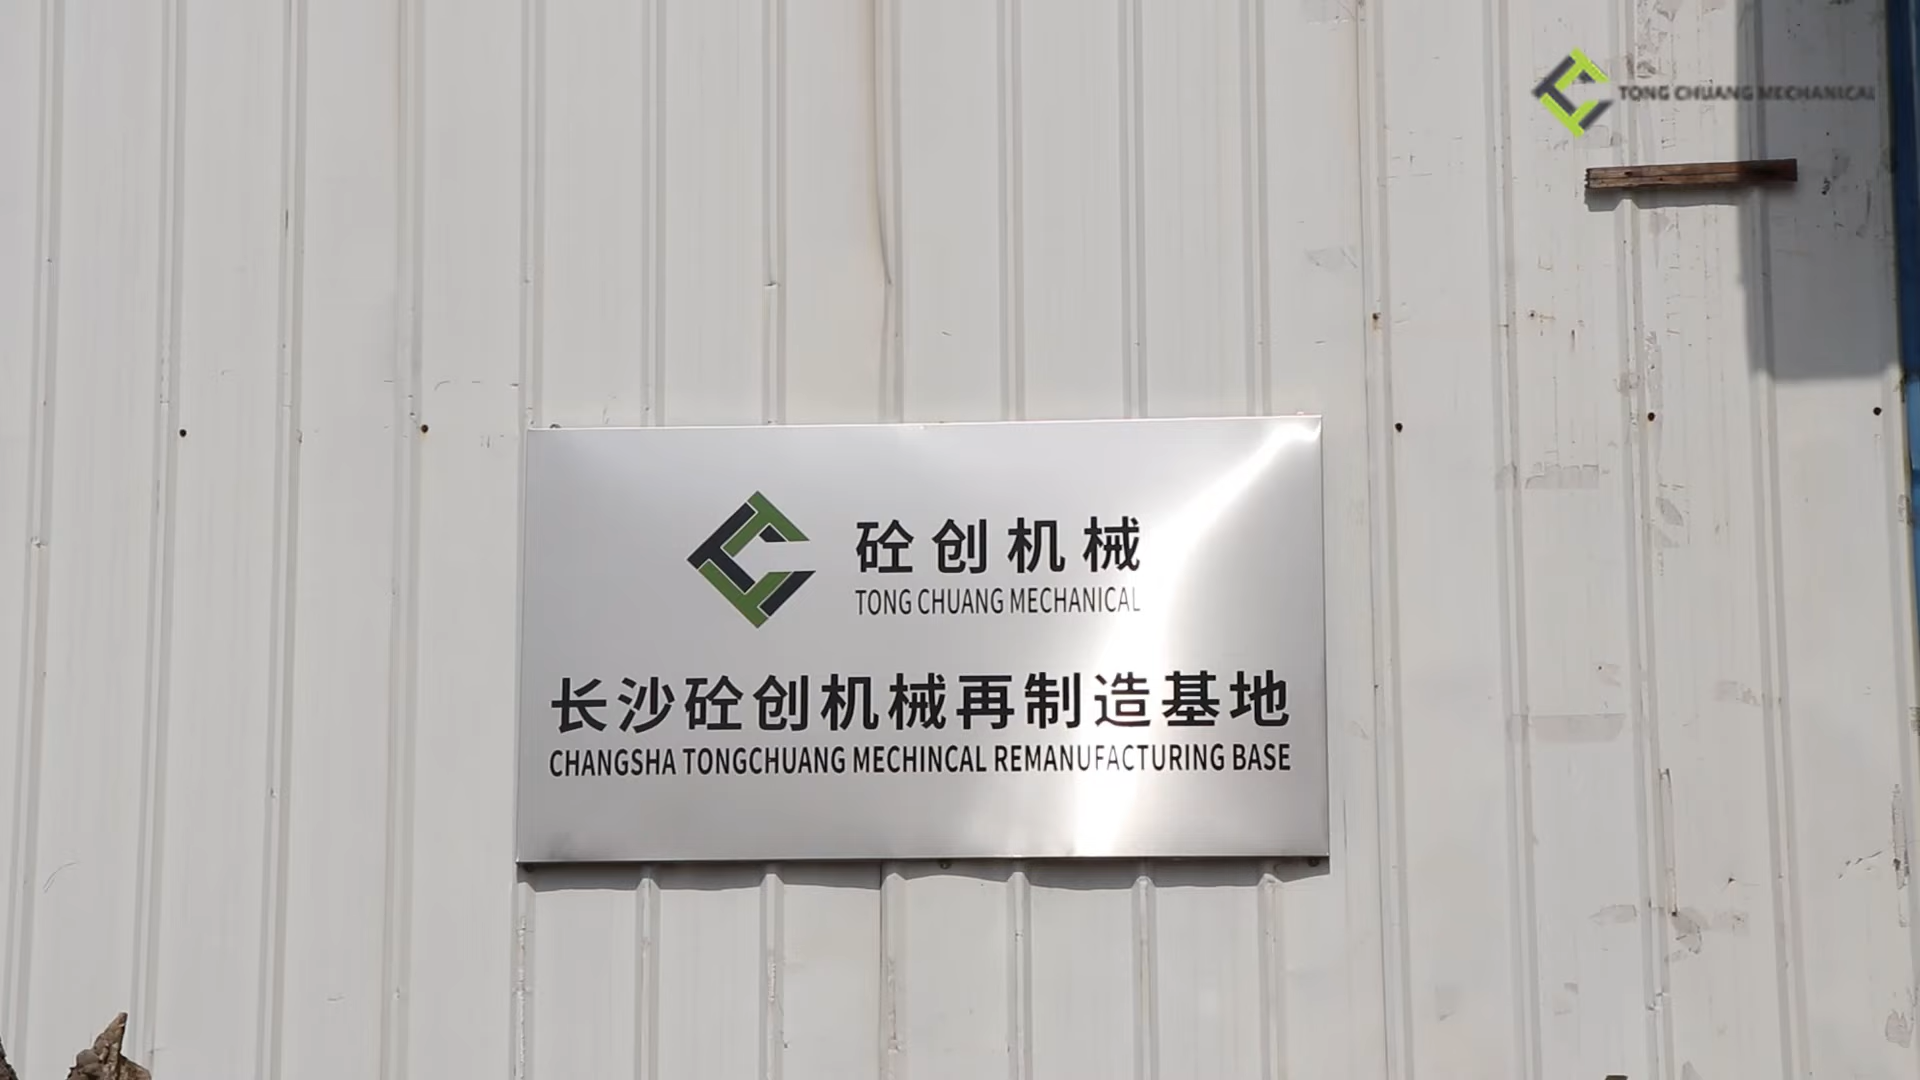 TONG CHUANG MECHANICAL
砼创机械
TONG CHUANG MECHANICAL
长沙砼创机械再制造基地
CHANGSHA TONGCHUANG MECHINCAL REMANUFACTURING BASE